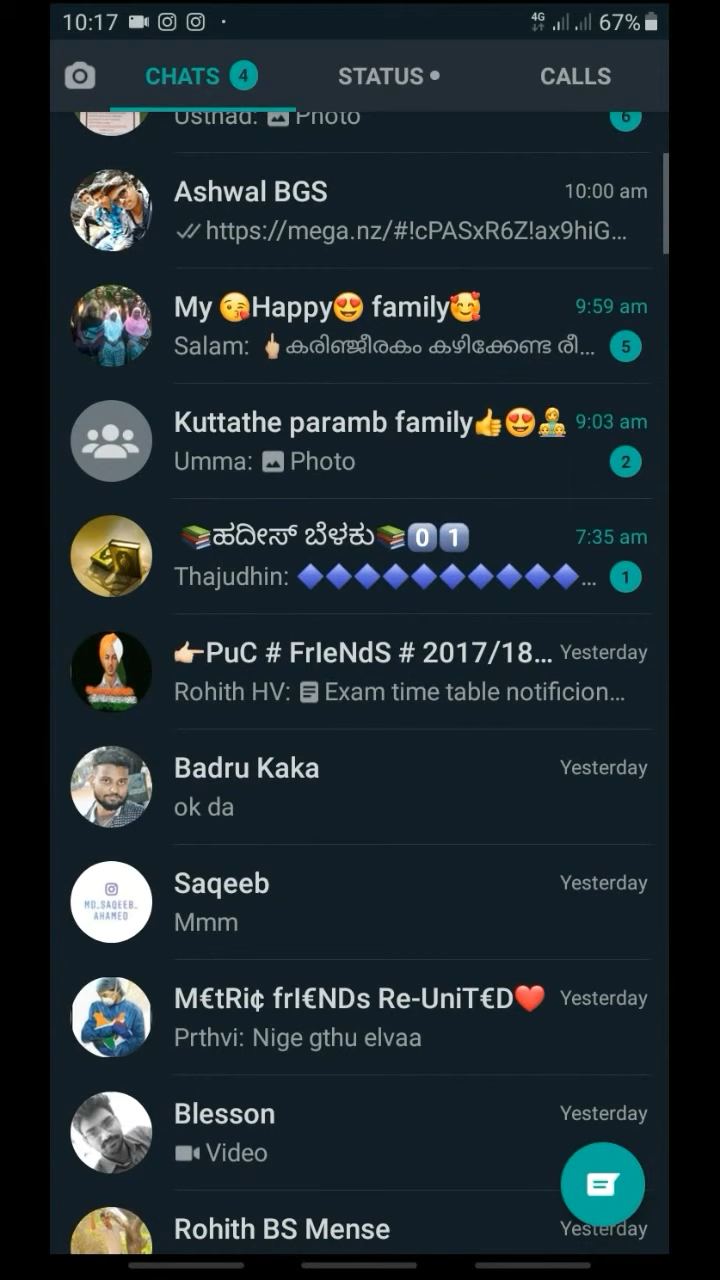 10:17 4G 67%
CHATS 4 STATUS CALLS
Usthad: Photo 6
Ashwal BGS 10:00 am
https://mega.nz/#!cPASxR6Z!ax9hiG...
My 😘Happy😍 family🥰 9:59 am
Salam: 🖕🏻കരിഞ്ജീരകം കഴിക്കേണ്ട രീ... 5
Kuttathe paramb family👍😍👨‍👩‍👧‍👦 9:03 am
Umma: Photo 2
📚ಹದೀಸ್ ಬೆಳಕು📚0️⃣1️⃣ 7:35 am
Thajudhin: 🔷🔷🔷🔷🔷🔷🔷🔷🔷🔷... 1
👉🏻PuC # FrIeNdS # 2017/18... Yesterday
Rohith HV: Exam time table notificion...
Badru Kaka Yesterday
ok da
Saqeeb Yesterday
MD_SAQEEB_
AHAMED
Mmm
M€tRi¢ frI€NDs Re-UniT€D❤️ Yesterday
Prthvi: Nige gthu elvaa
Blesson Yesterday
Video
Rohith BS Mense Yesterday